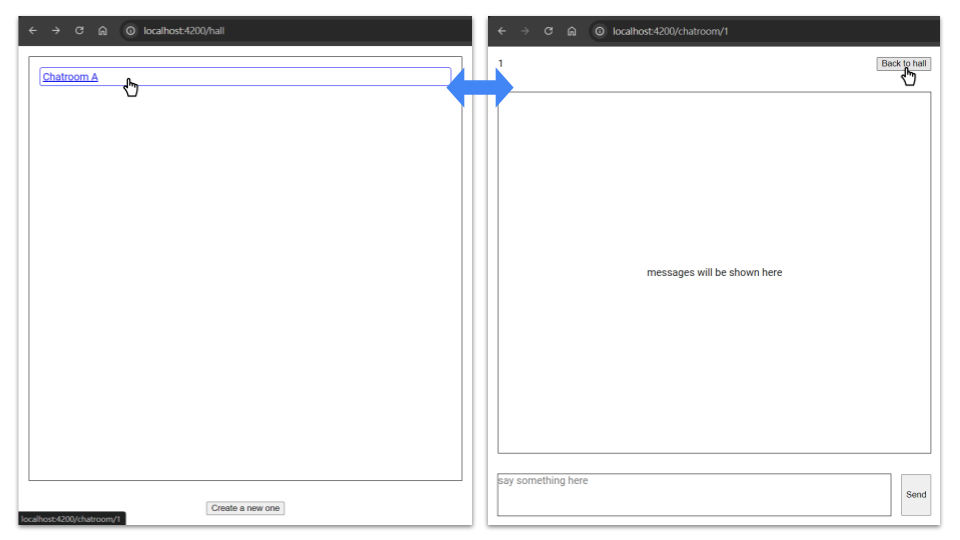 localhost:4200/hall
Chatroom A
Create a new one
localhost:4200/chatroom/1
localhost:4200/chatroom/1
1
Back to hall
messages will be shown here
say something here
Send